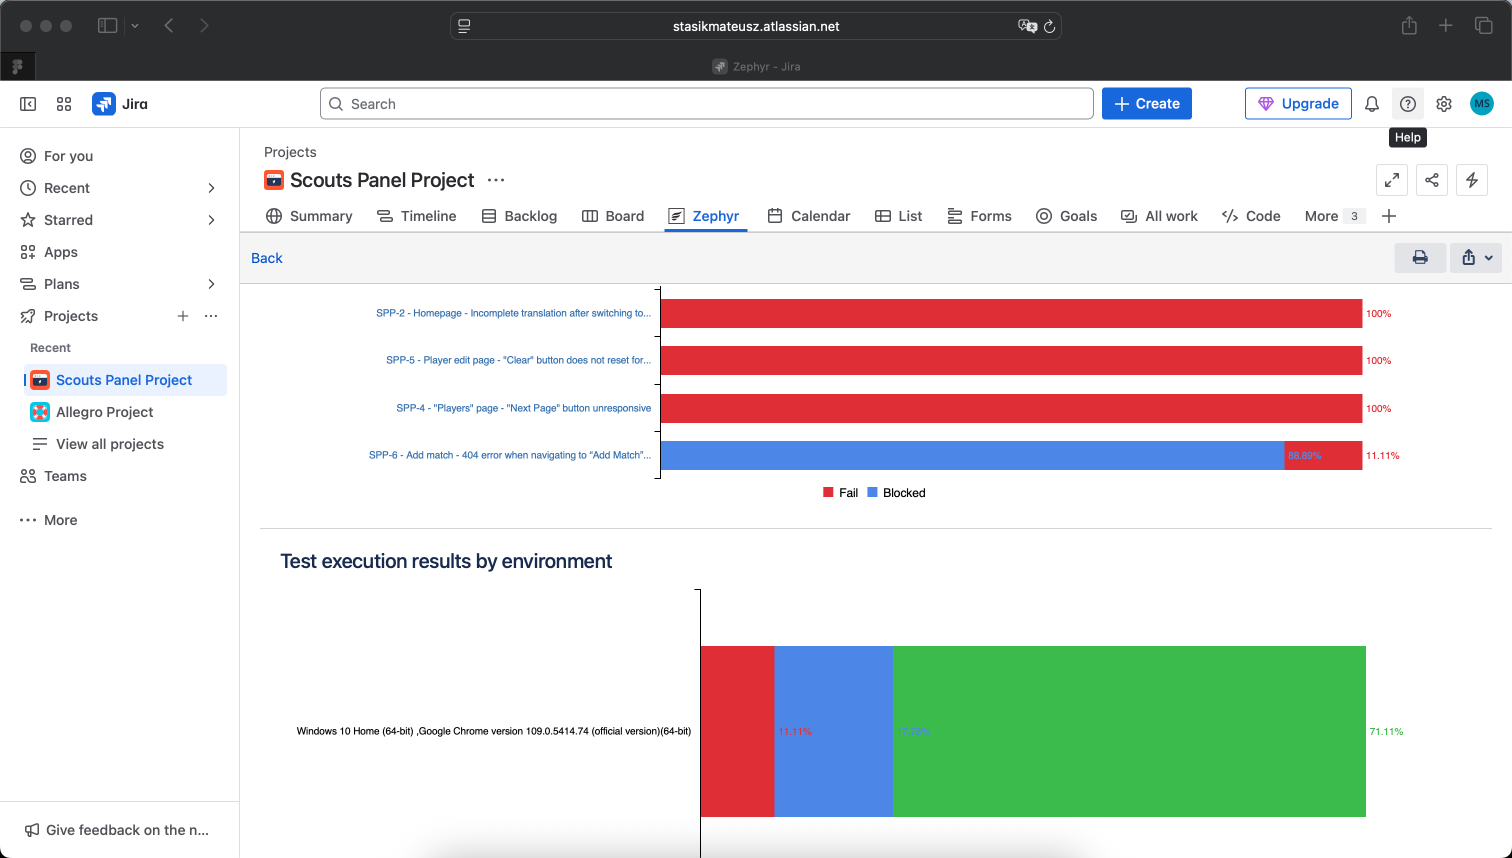 stasikmateusz.atlassian.net
Zephyr - Jira
Jira
Search
Create
Upgrade
MS
Help
For you
Recent
Starred
Apps
Plans
Projects
Recent
Scouts Panel Project
Allegro Project
View all projects
Teams
More
Give feedback on the n...
Projects
Scouts Panel Project
Summary
Timeline
Backlog
Board
Zephyr
Calendar
List
Forms
Goals
All work
Code
More 3
Back
SPP-2 - Homepage - Incomplete translation after switching to...
100%
SPP-5 - Player edit page - "Clear" button does not reset for...
100%
SPP-4 - "Players" page - "Next Page" button unresponsive
100%
SPP-6 - Add match - 404 error when navigating to “Add Match”...
88.89%
11.11%
Fail
Blocked
Test execution results by environment
Windows 10 Home (64-bit) ,Google Chrome version 109.0.5414.74 (official version)(64-bit)
11.11%
71.11%